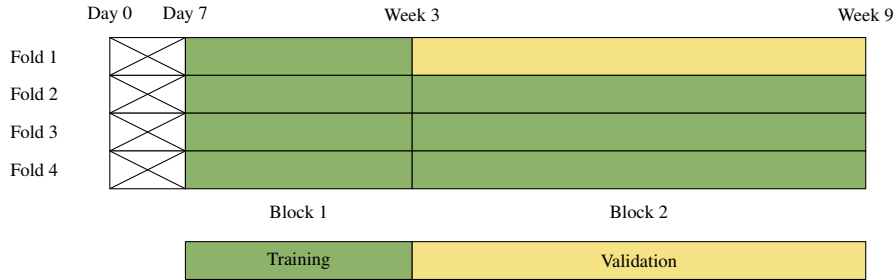 Day 0 Day 7 Week 3 Week 9
Fold 1
Fold 2
Fold 3
Fold 4
Block 1 Block 2
Training Validation